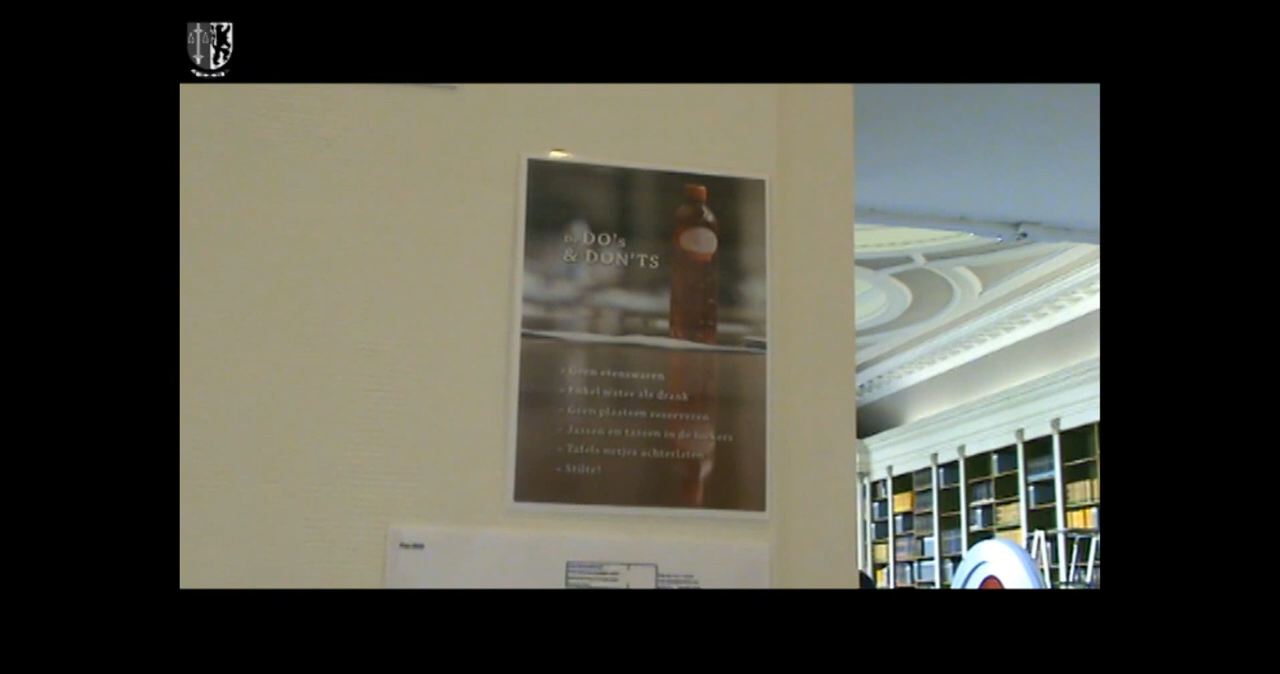 De DO's
& DON'TS
- Geen etenswaren
- Enkel water als drank
- Geen plaatsen reserveren
- Jassen en tassen in de lockers
- Tafels netjes achterlaten
- Stilte!